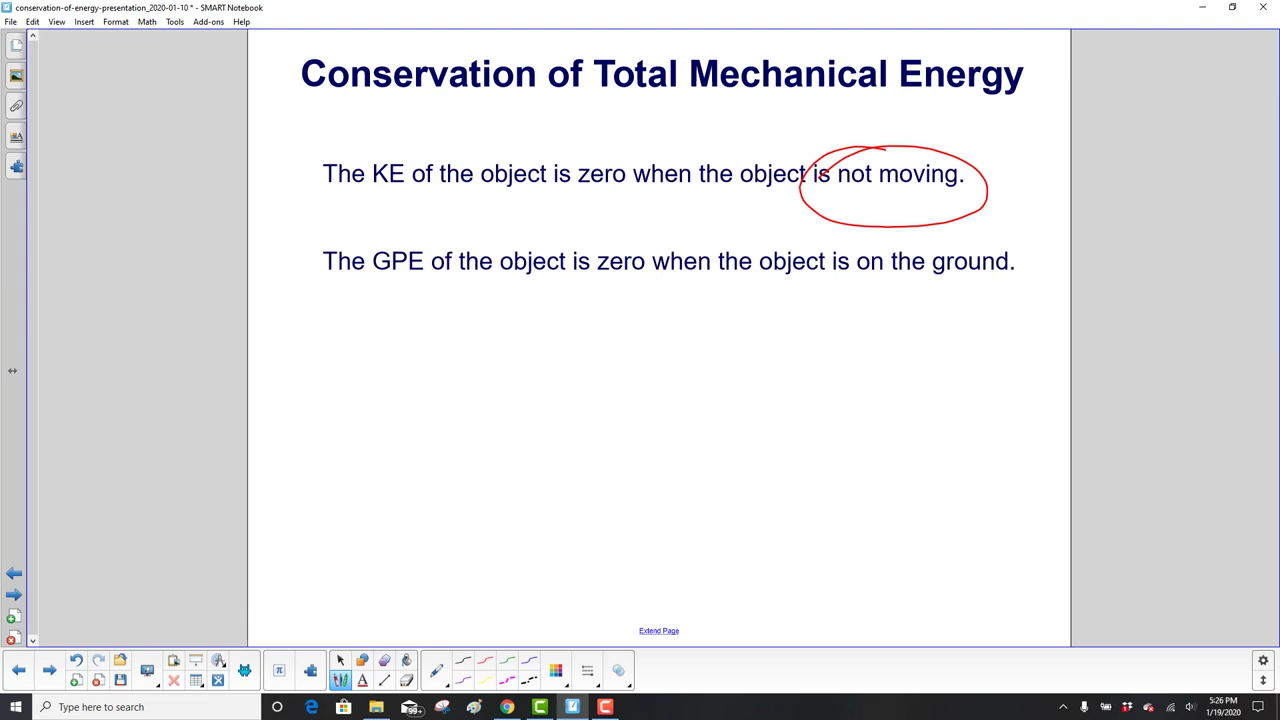 conservation-of-energy-presentation_2020-01-10 * - SMART Notebook
File Edit View Insert Format Math Tools Add-ons Help
Conservation of Total Mechanical Energy
The KE of the object is zero when the object is not moving.
The GPE of the object is zero when the object is on the ground.
Extend Page
Type here to search
99+
5:26 PM
1/19/2020